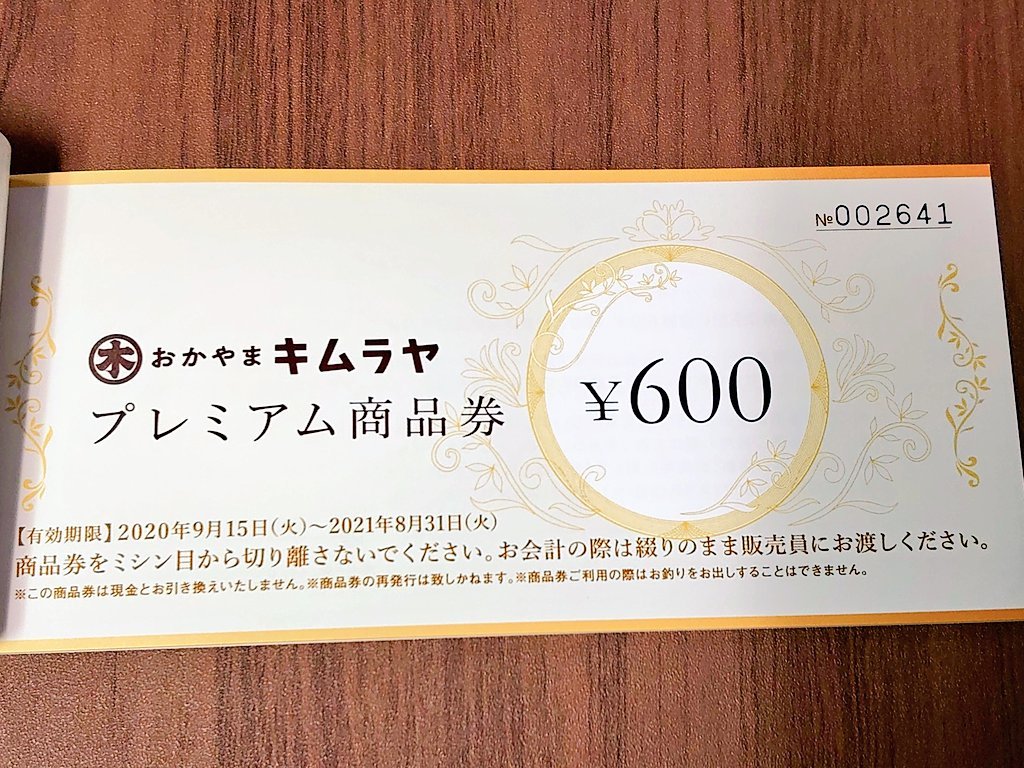 №002641
木 おかやま キムラヤ
プレミアム商品券
¥600
【有効期限】2020年9月15日(火)～2021年8月31日(火)
商品券をミシン目から切り離さないでください。お会計の際は綴りのまま販売員にお渡しください。
※この商品券は現金とお引き換えいたしません。※商品券の再発行は致しかねます。※商品券ご利用の際はお釣りをお出しすることはできません。